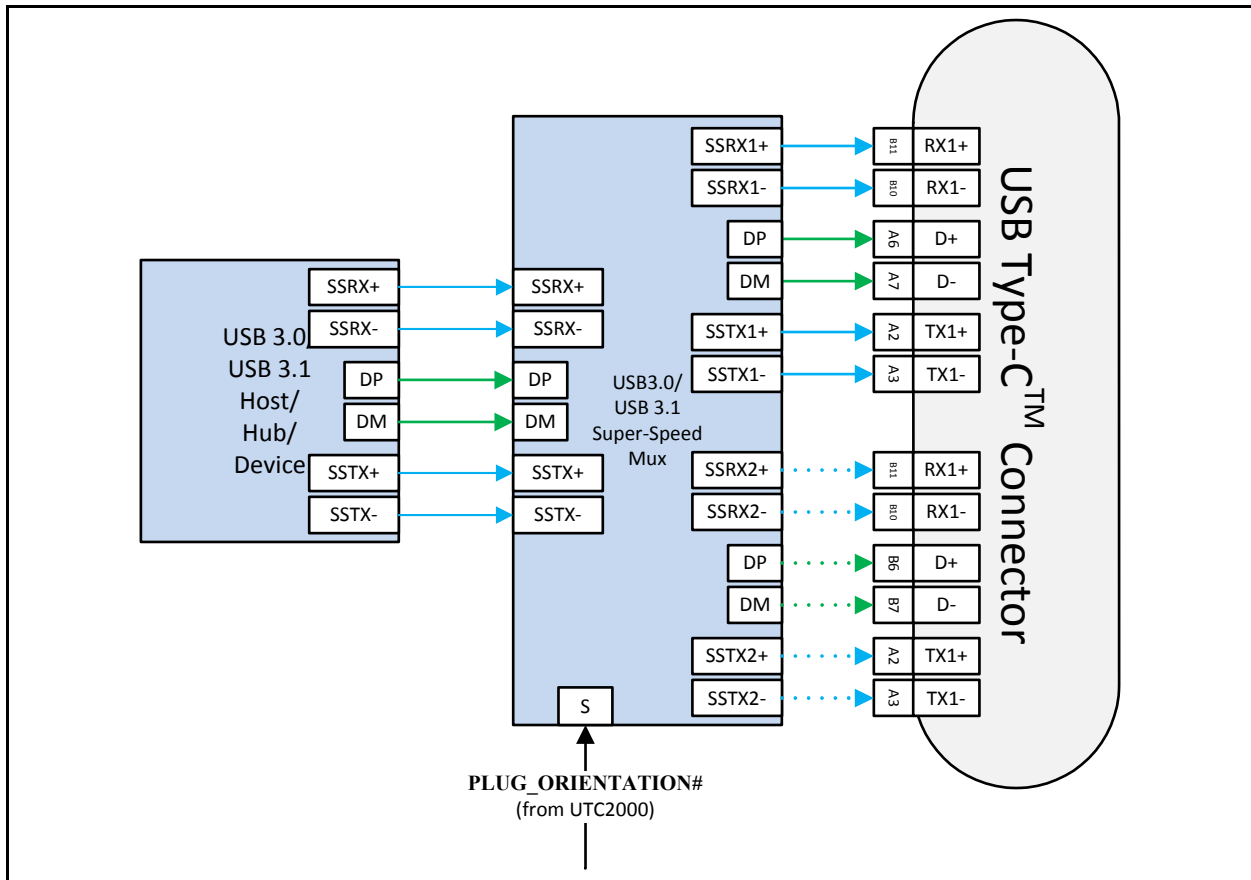 SSRX+
SSRX-
USB 3.0/
USB 3.1
Host/
Hub/
Device
DP
DM
SSTX+
SSTX-
SSRX+
SSRX-
DP
DM
SSTX+
SSTX-
USB3.0/
USB 3.1
Super-Speed
Mux
SSRX1+
SSRX1-
DP
DM
SSTX1+
SSTX1-
SSRX2+
SSRX2-
DP
DM
SSTX2+
SSTX2-
S
PLUG_ORIENTATION#
(from UTC2000)
B11 RX1+
B10 RX1-
A6 D+
A7 D-
A2 TX1+
A3 TX1-
B11 RX1+
B10 RX1-
B6 D+
B7 D-
A2 TX1+
A3 TX1-
USB Type-C™ Connector